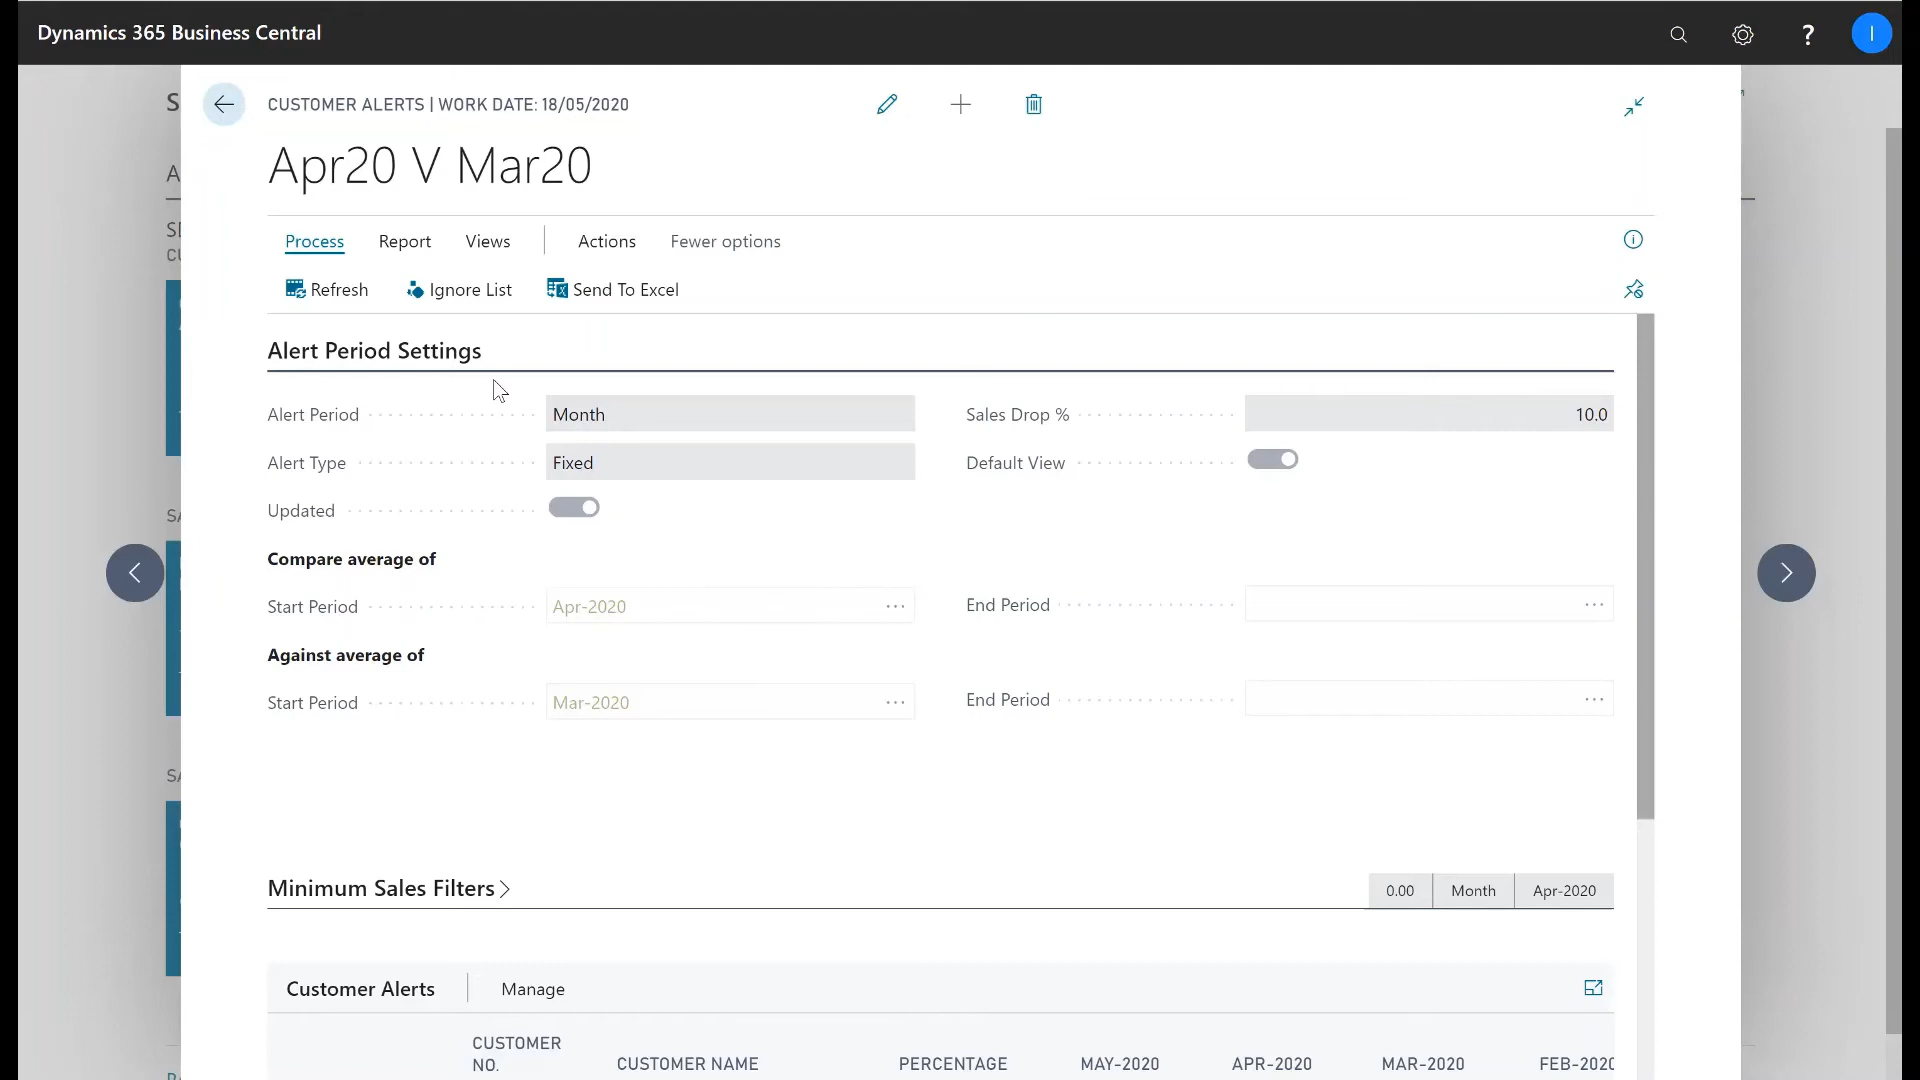 Dynamics 365 Business Central
?
I
CUSTOMER ALERTS | WORK DATE: 18/05/2020
Apr20 V Mar20
Process Report Views Actions Fewer options
Refresh Ignore List Send To Excel
Alert Period Settings
Alert Period Month Sales Drop % 10.0
Alert Type Fixed Default View
Updated
Compare average of
Start Period Apr-2020 ... End Period ...
Against average of
Start Period Mar-2020 ... End Period ...
Minimum Sales Filters > 0.00 Month Apr-2020
Customer Alerts Manage
CUSTOMER
NO. CUSTOMER NAME PERCENTAGE MAY-2020 APR-2020 MAR-2020 FEB-2020